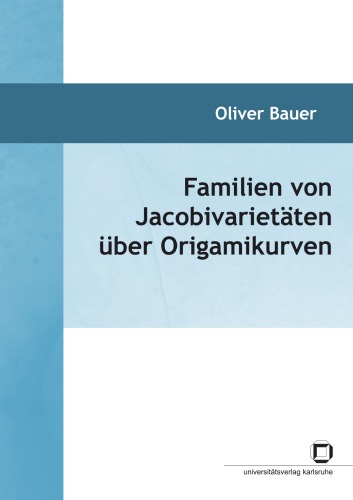 Oliver Bauer
Familien von
Jacobivarietäten
über Origamikurven
universitätsverlag karlsruhe